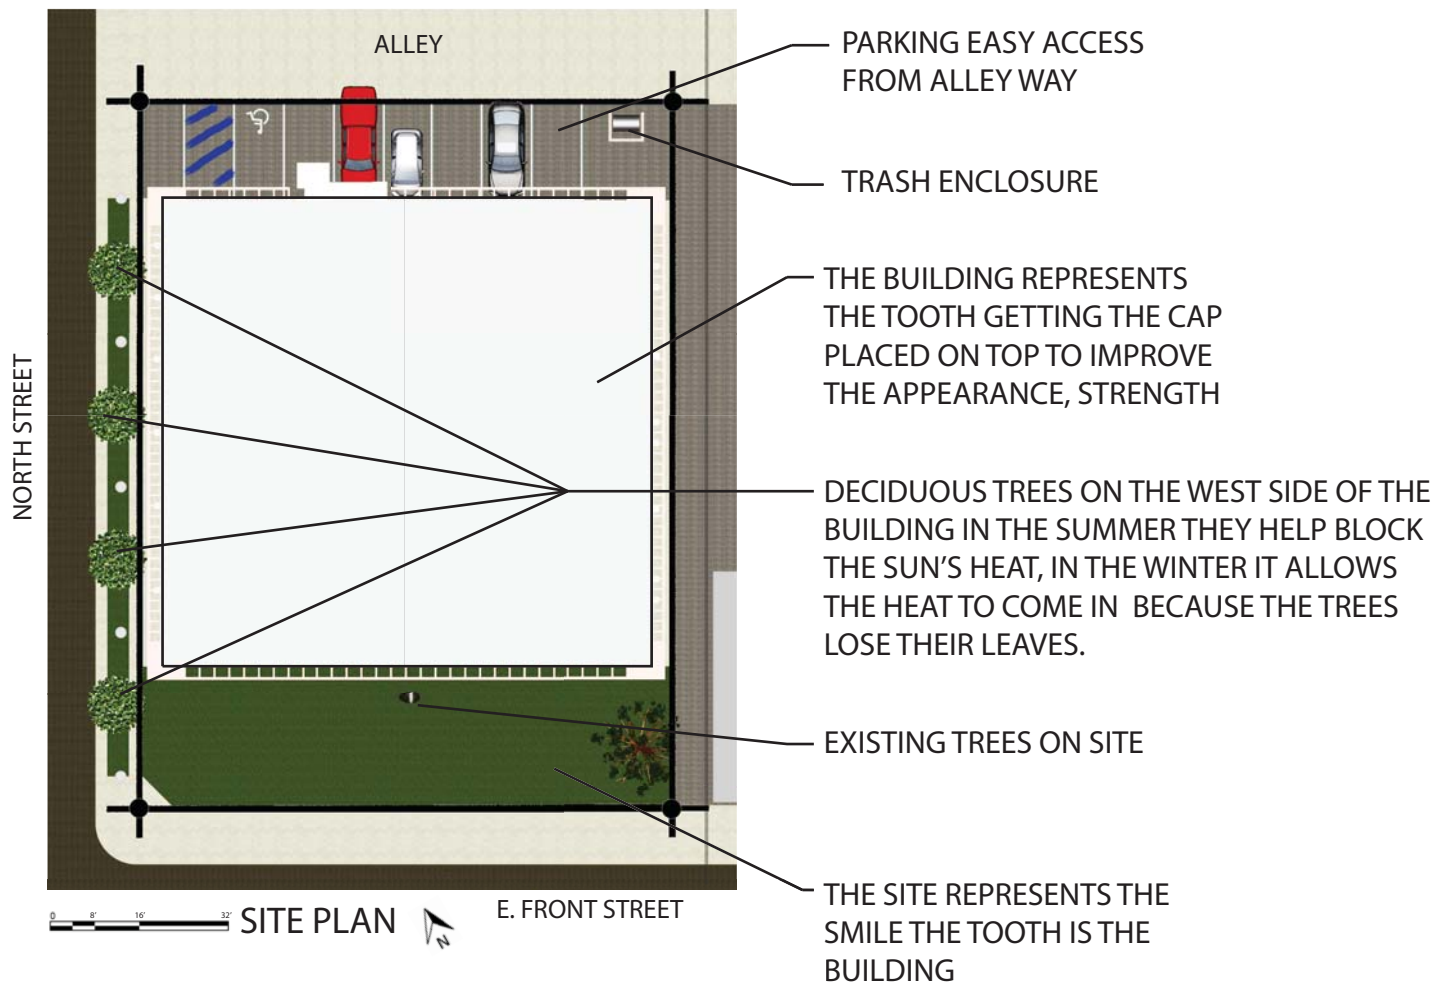 ALLEY
PARKING EASY ACCESS
FROM ALLEY WAY
TRASH ENCLOSURE
THE BUILDING REPRESENTS
THE TOOTH GETTING THE CAP
PLACED ON TOP TO IMPROVE
THE APPEARANCE, STRENGTH
NORTH STREET
DECIDUOUS TREES ON THE WEST SIDE OF THE
BUILDING IN THE SUMMER THEY HELP BLOCK
THE SUN'S HEAT, IN THE WINTER IT ALLOWS
THE HEAT TO COME IN BECAUSE THE TREES
LOSE THEIR LEAVES.
EXISTING TREES ON SITE
THE SITE REPRESENTS THE
SMILE THE TOOTH IS THE
BUILDING
0 8' 16' 32'
SITE PLAN
N
E. FRONT STREET